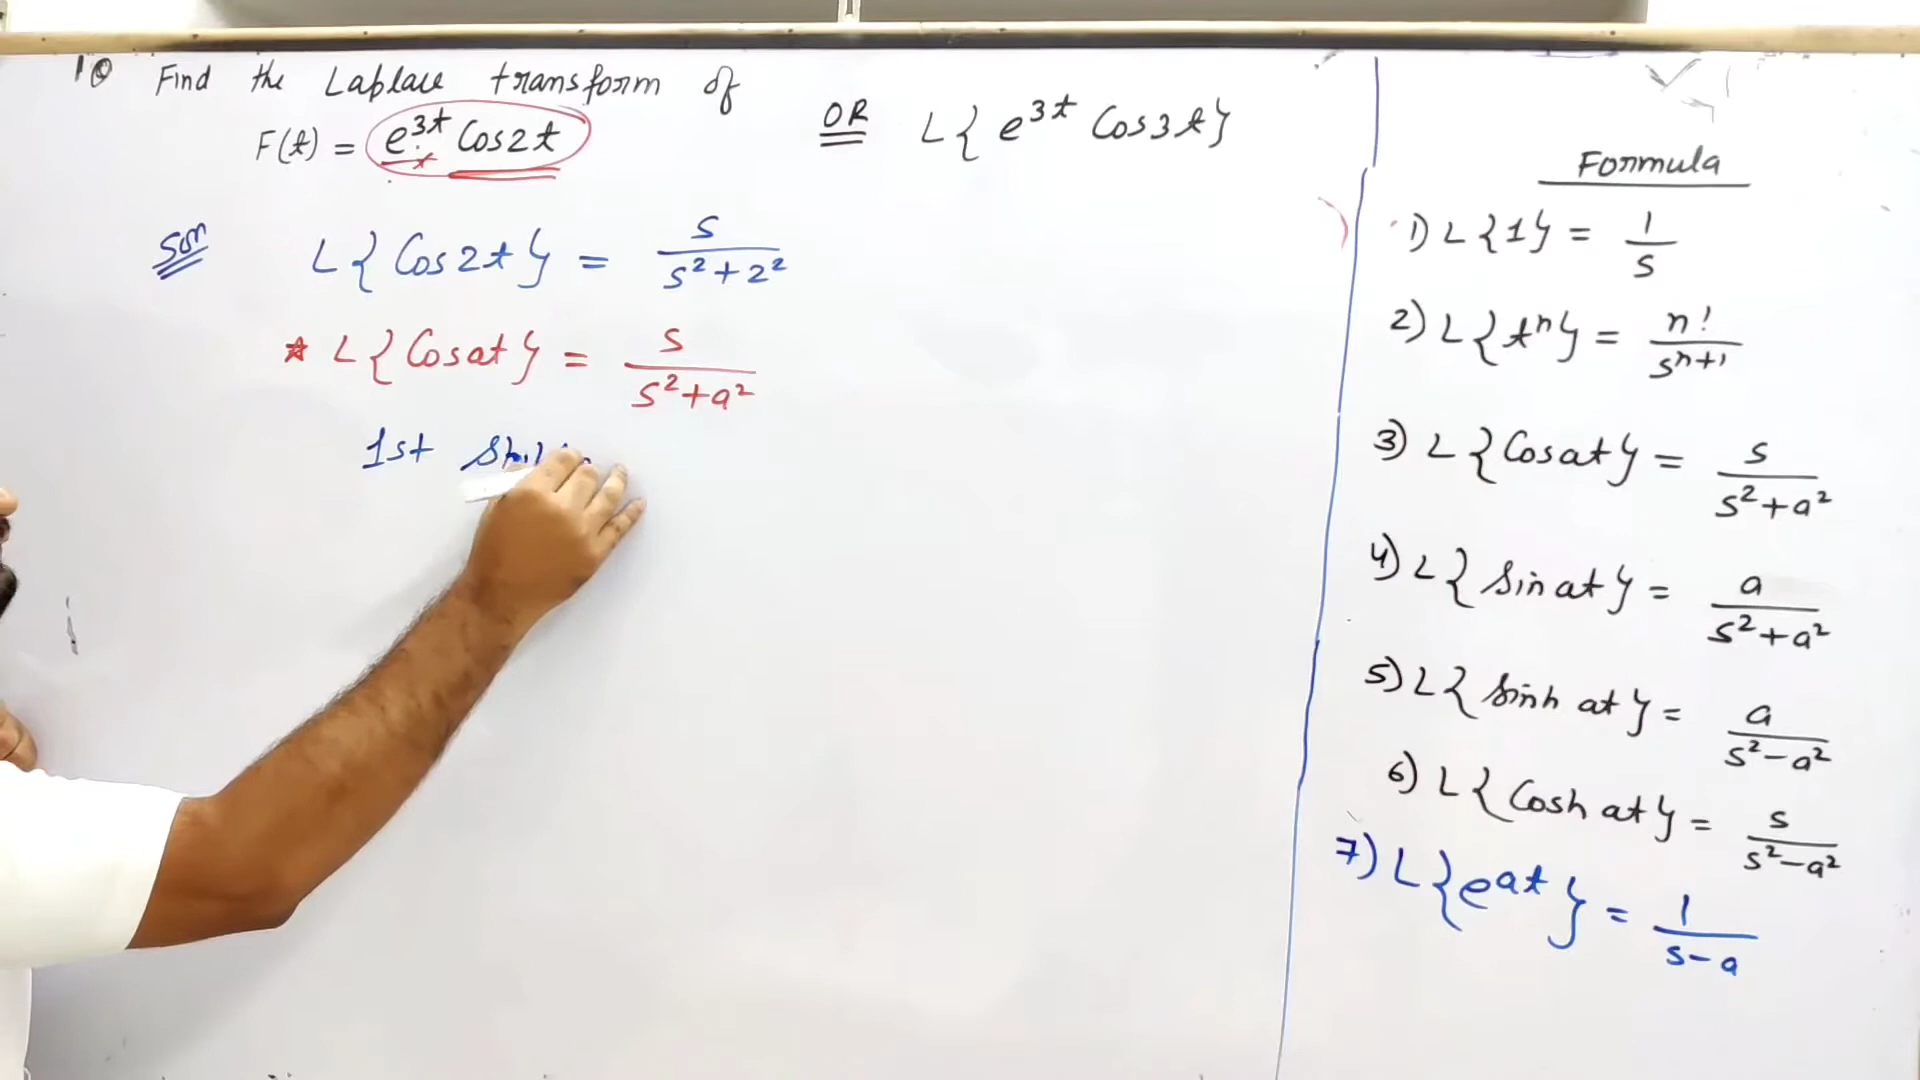 1Q Find the Laplace transform of
F(t) = e^{3t} Cos2t
OR L{ e^{3t} Cos3t}
Soln L{Cos2t} = s/(s²+2²)
* L{Cosat} = s/(s²+a²)
1st
Formula
1) L{1} = 1/s
2) L{t^n} = n!/s^{n+1}
3) L{Cosat} = s/(s²+a²)
4) L{Sinat} = a/(s²+a²)
5) L{Sinh at} = a/(s²-a²)
6) L{Cosh at} = s/(s²-a²)
7) L{e^{at}} = 1/(s-a)